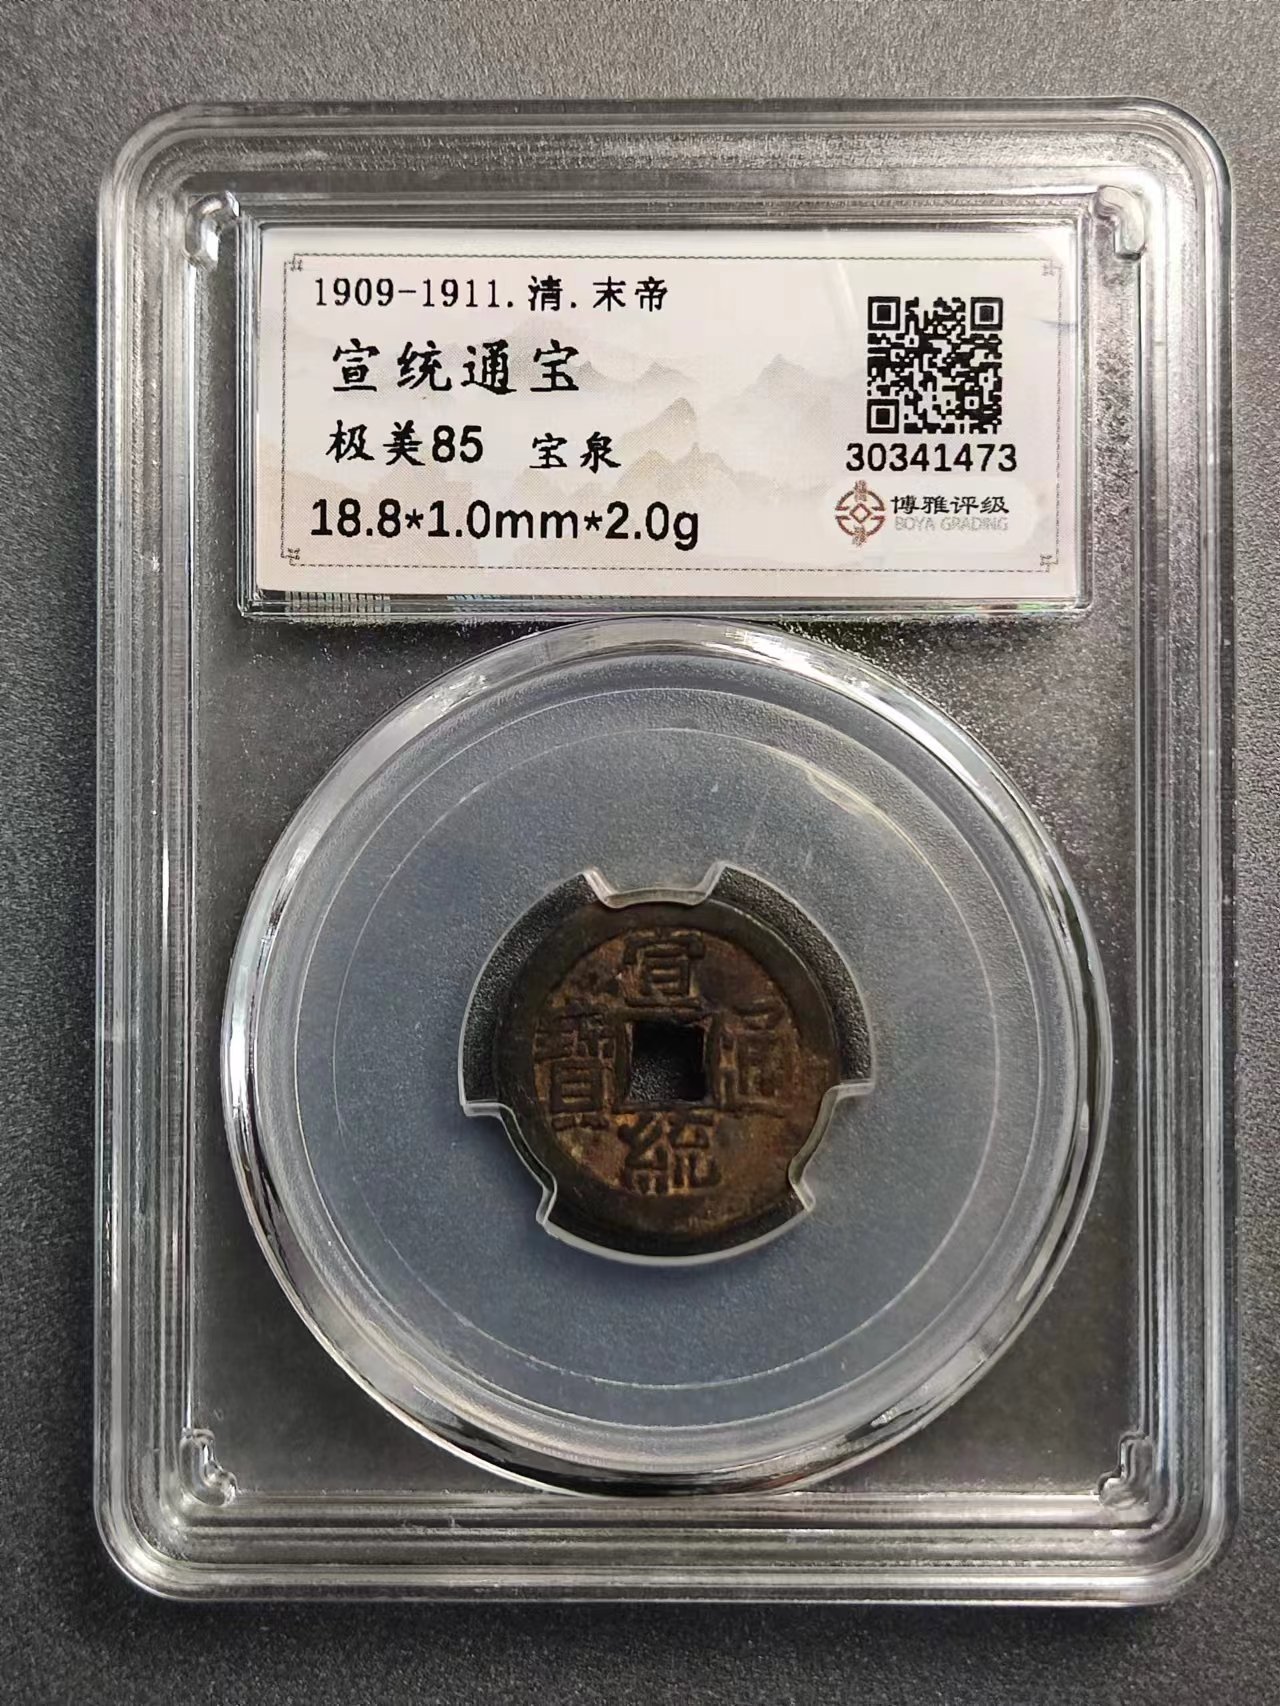 1909-1911.清.末帝
宣统通宝
极美85 宝泉
18.8*1.0mm*2.0g
30341473
博雅评级
BOYA GRADING
宣
寶 通
統